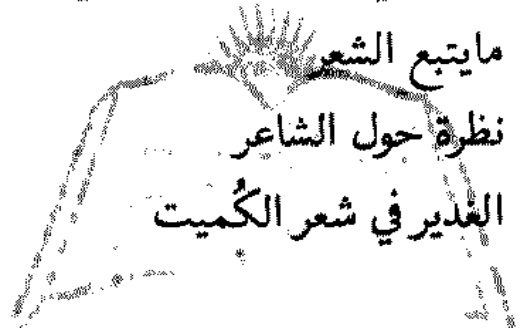 مايتبع الشعر
نظرة حول الشاعر
الغدير في شعر الكُميت